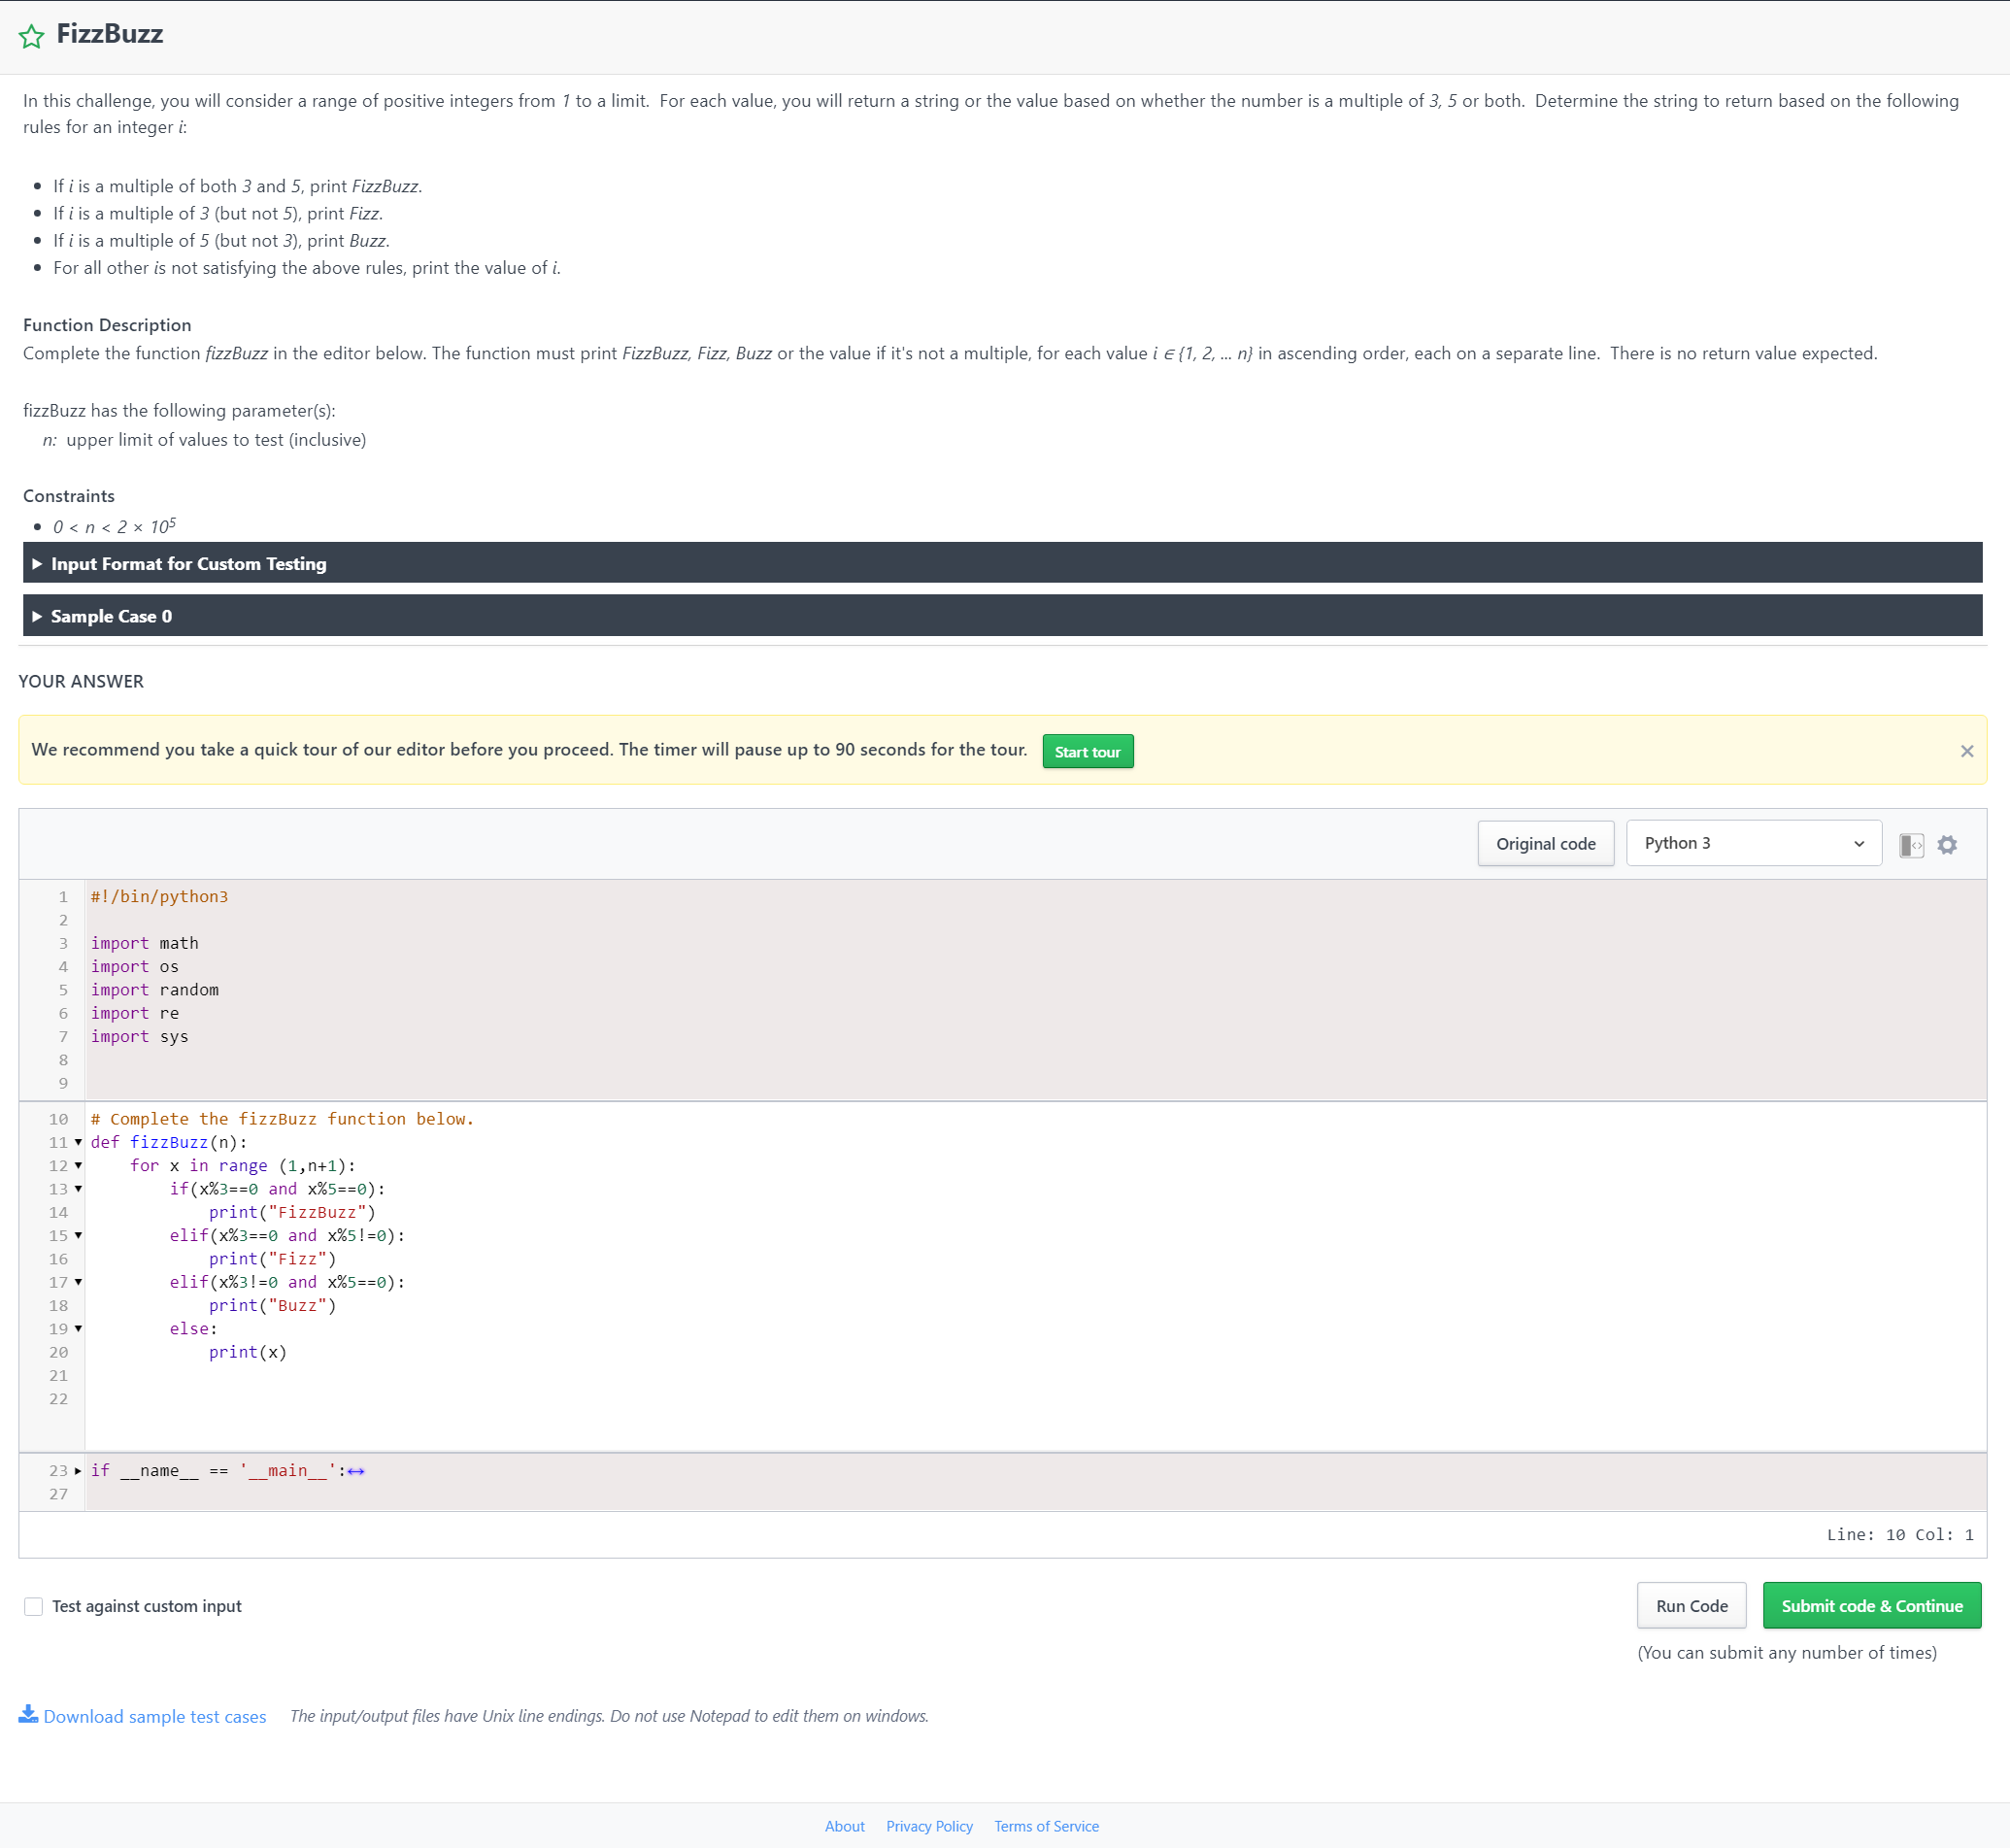 FizzBuzz
In this challenge, you will consider a range of positive integers from 1 to a limit.  For each value, you will return a string or the value based on whether the number is a multiple of 3, 5 or both.  Determine the string to return based on the following
rules for an integer i:
• If i is a multiple of both 3 and 5, print FizzBuzz.
• If i is a multiple of 3 (but not 5), print Fizz.
• If i is a multiple of 5 (but not 3), print Buzz.
• For all other is not satisfying the above rules, print the value of i.
Function Description
Complete the function fizzBuzz in the editor below. The function must print FizzBuzz, Fizz, Buzz or the value if it's not a multiple, for each value i ∈ {1, 2, ... n} in ascending order, each on a separate line.  There is no return value expected.
fizzBuzz has the following parameter(s):
n:  upper limit of values to test (inclusive)
Constraints
• 0 < n < 2 × 10⁵
▶ Input Format for Custom Testing
▶ Sample Case 0
YOUR ANSWER
We recommend you take a quick tour of our editor before you proceed. The timer will pause up to 90 seconds for the tour. Start tour ×
Original code Python 3
1 #!/bin/python3
2
3 import math
4 import os
5 import random
6 import re
7 import sys
8
9
10 # Complete the fizzBuzz function below.
11 def fizzBuzz(n):
12     for x in range (1,n+1):
13         if(x%3==0 and x%5==0):
14             print("FizzBuzz")
15         elif(x%3==0 and x%5!=0):
16             print("Fizz")
17         elif(x%3!=0 and x%5==0):
18             print("Buzz")
19         else:
20             print(x)
21
22
23 if __name__ == '__main__':↔
27
Line: 10 Col: 1
Test against custom input Run Code Submit code & Continue
(You can submit any number of times)
Download sample test cases The input/output files have Unix line endings. Do not use Notepad to edit them on windows.
About Privacy Policy Terms of Service